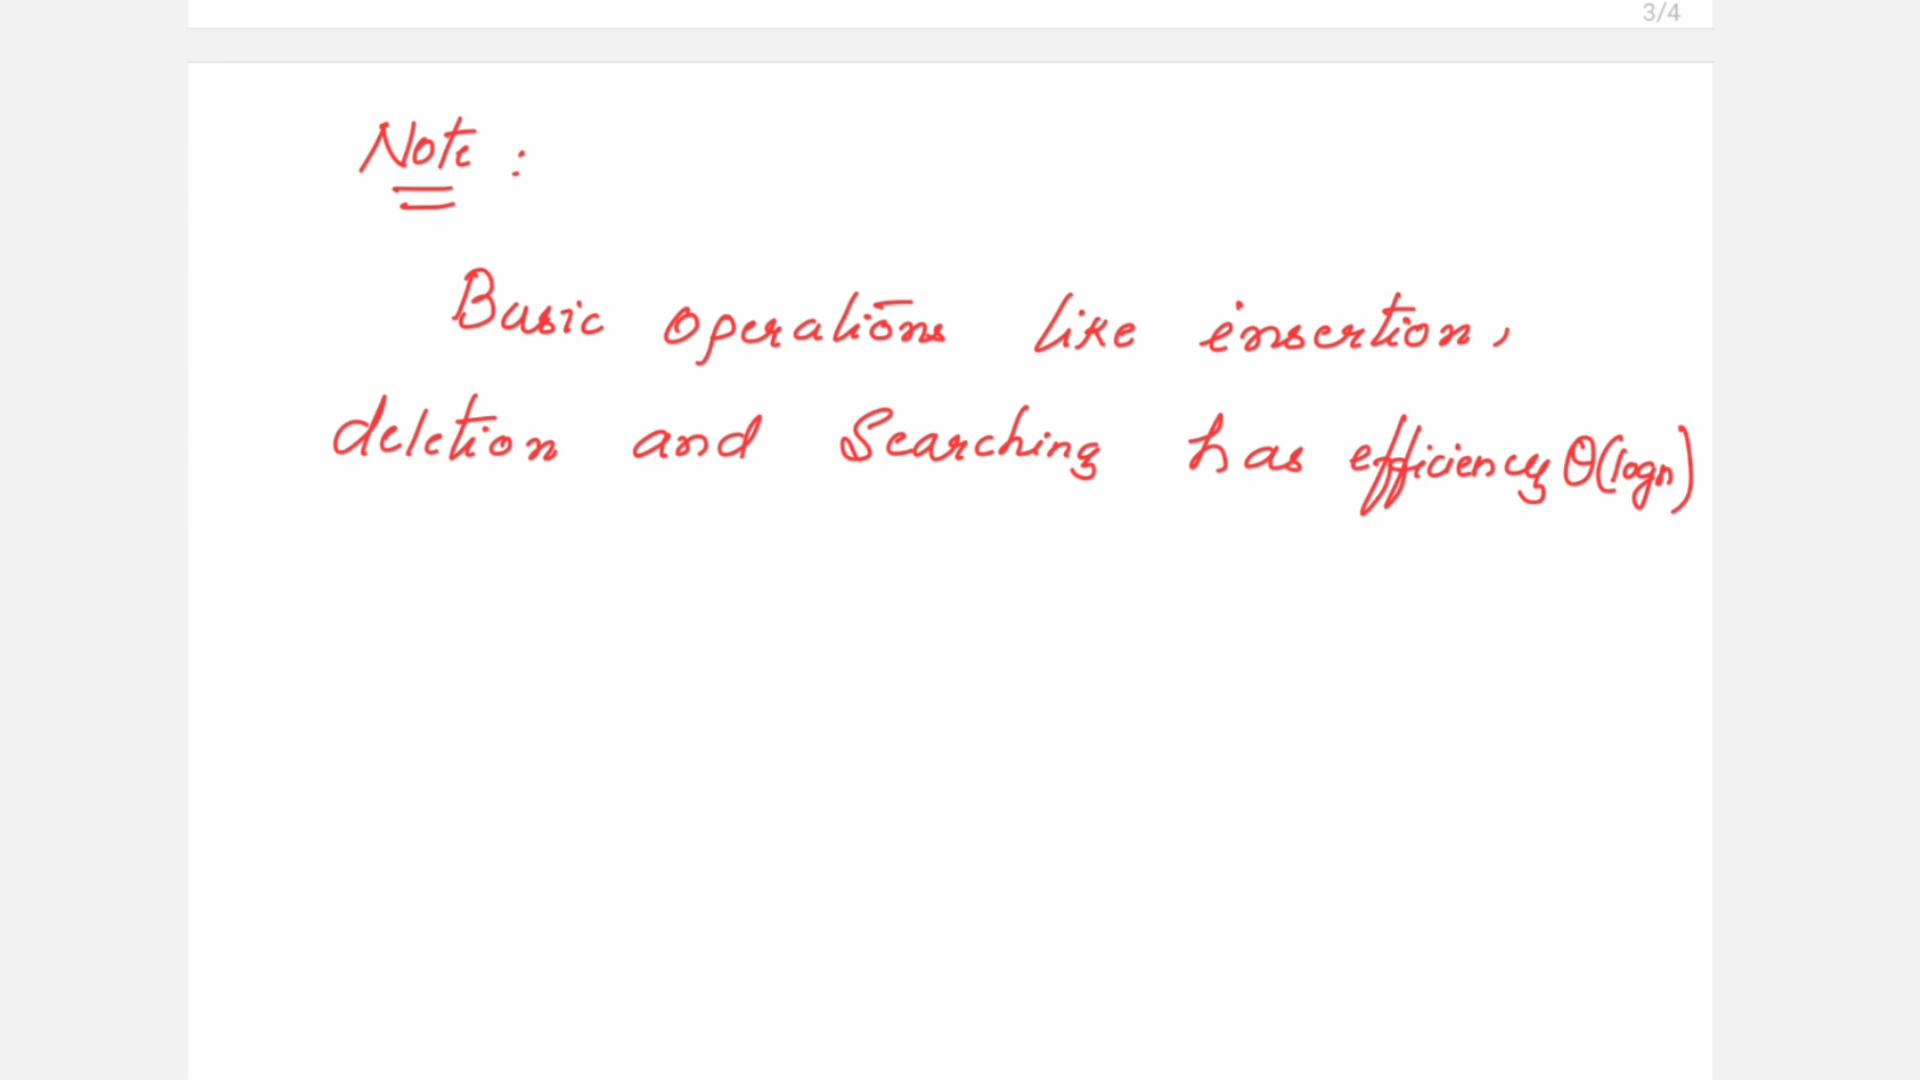 3/4
Note :
Basic operations like insertion,
deletion and Searching has efficiency θ(logn)